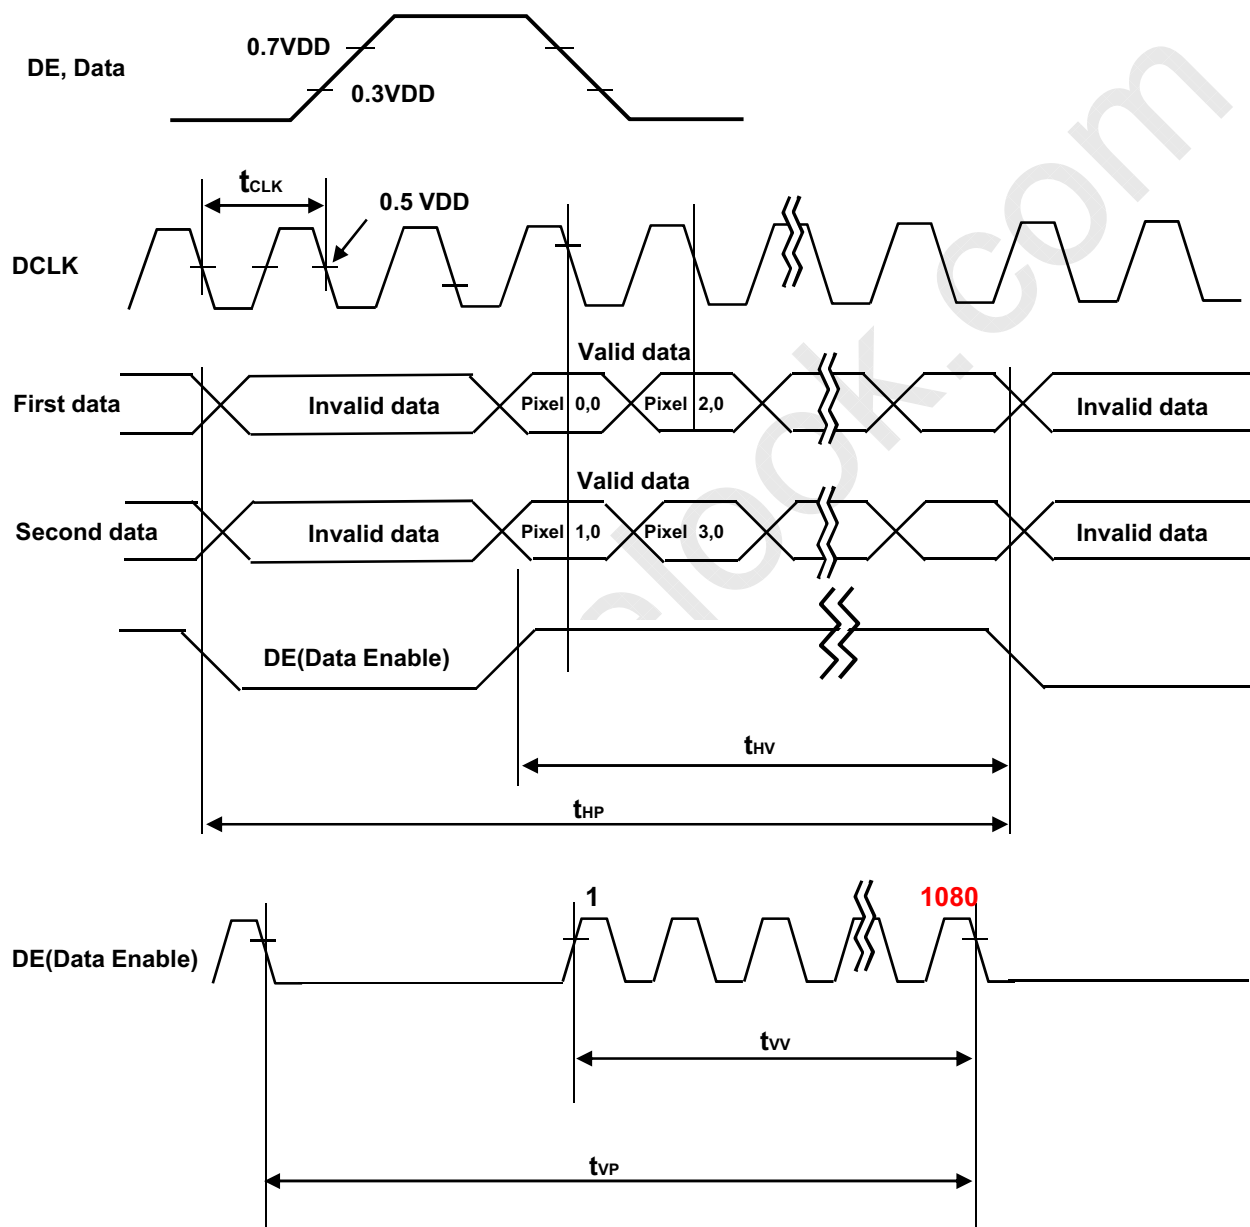 0.7VDD
DE, Data
0.3VDD
tCLK
0.5 VDD
DCLK
Valid data
First data
Invalid data
Pixel 0,0
Pixel 2,0
Invalid data
Valid data
Second data
Invalid data
Pixel 1,0
Pixel 3,0
Invalid data
DE(Data Enable)
tHV
tHP
1
1080
DE(Data Enable)
tVV
tVP
elook.com